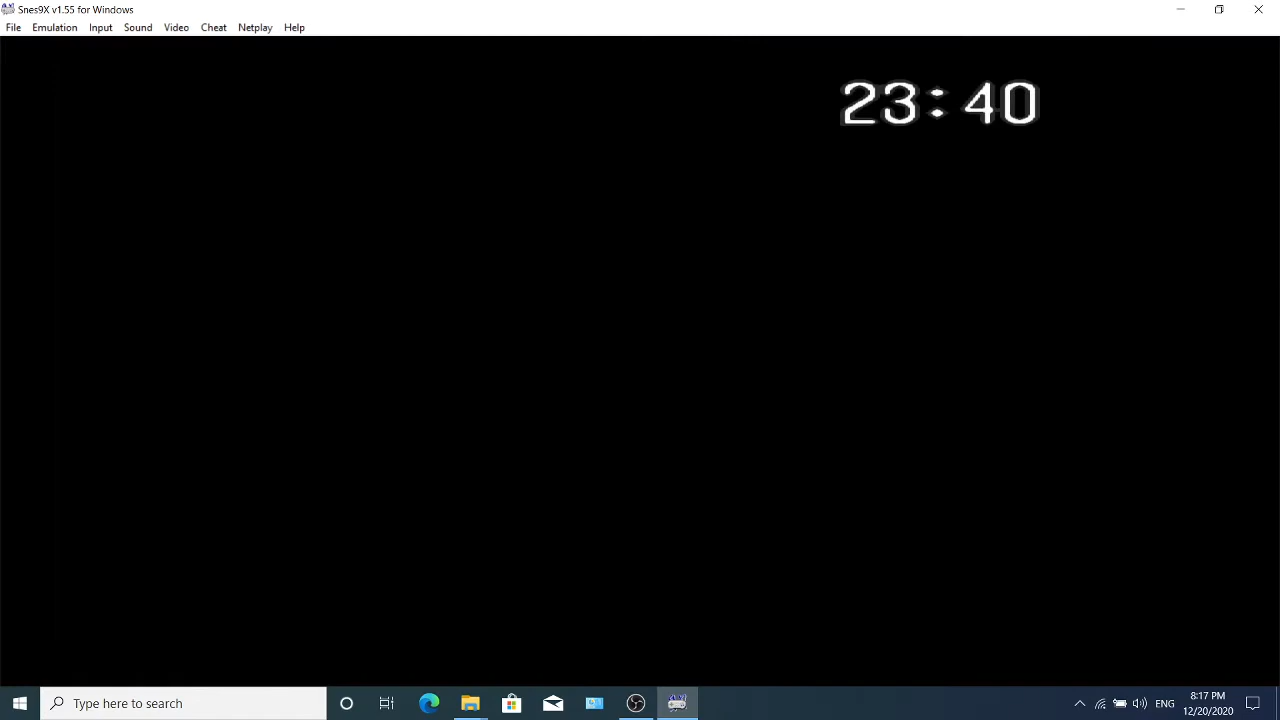 Snes9X v1.55 for Windows
File Emulation Input Sound Video Cheat Netplay Help
23:40
Type here to search
ENG
8:17 PM
12/20/2020